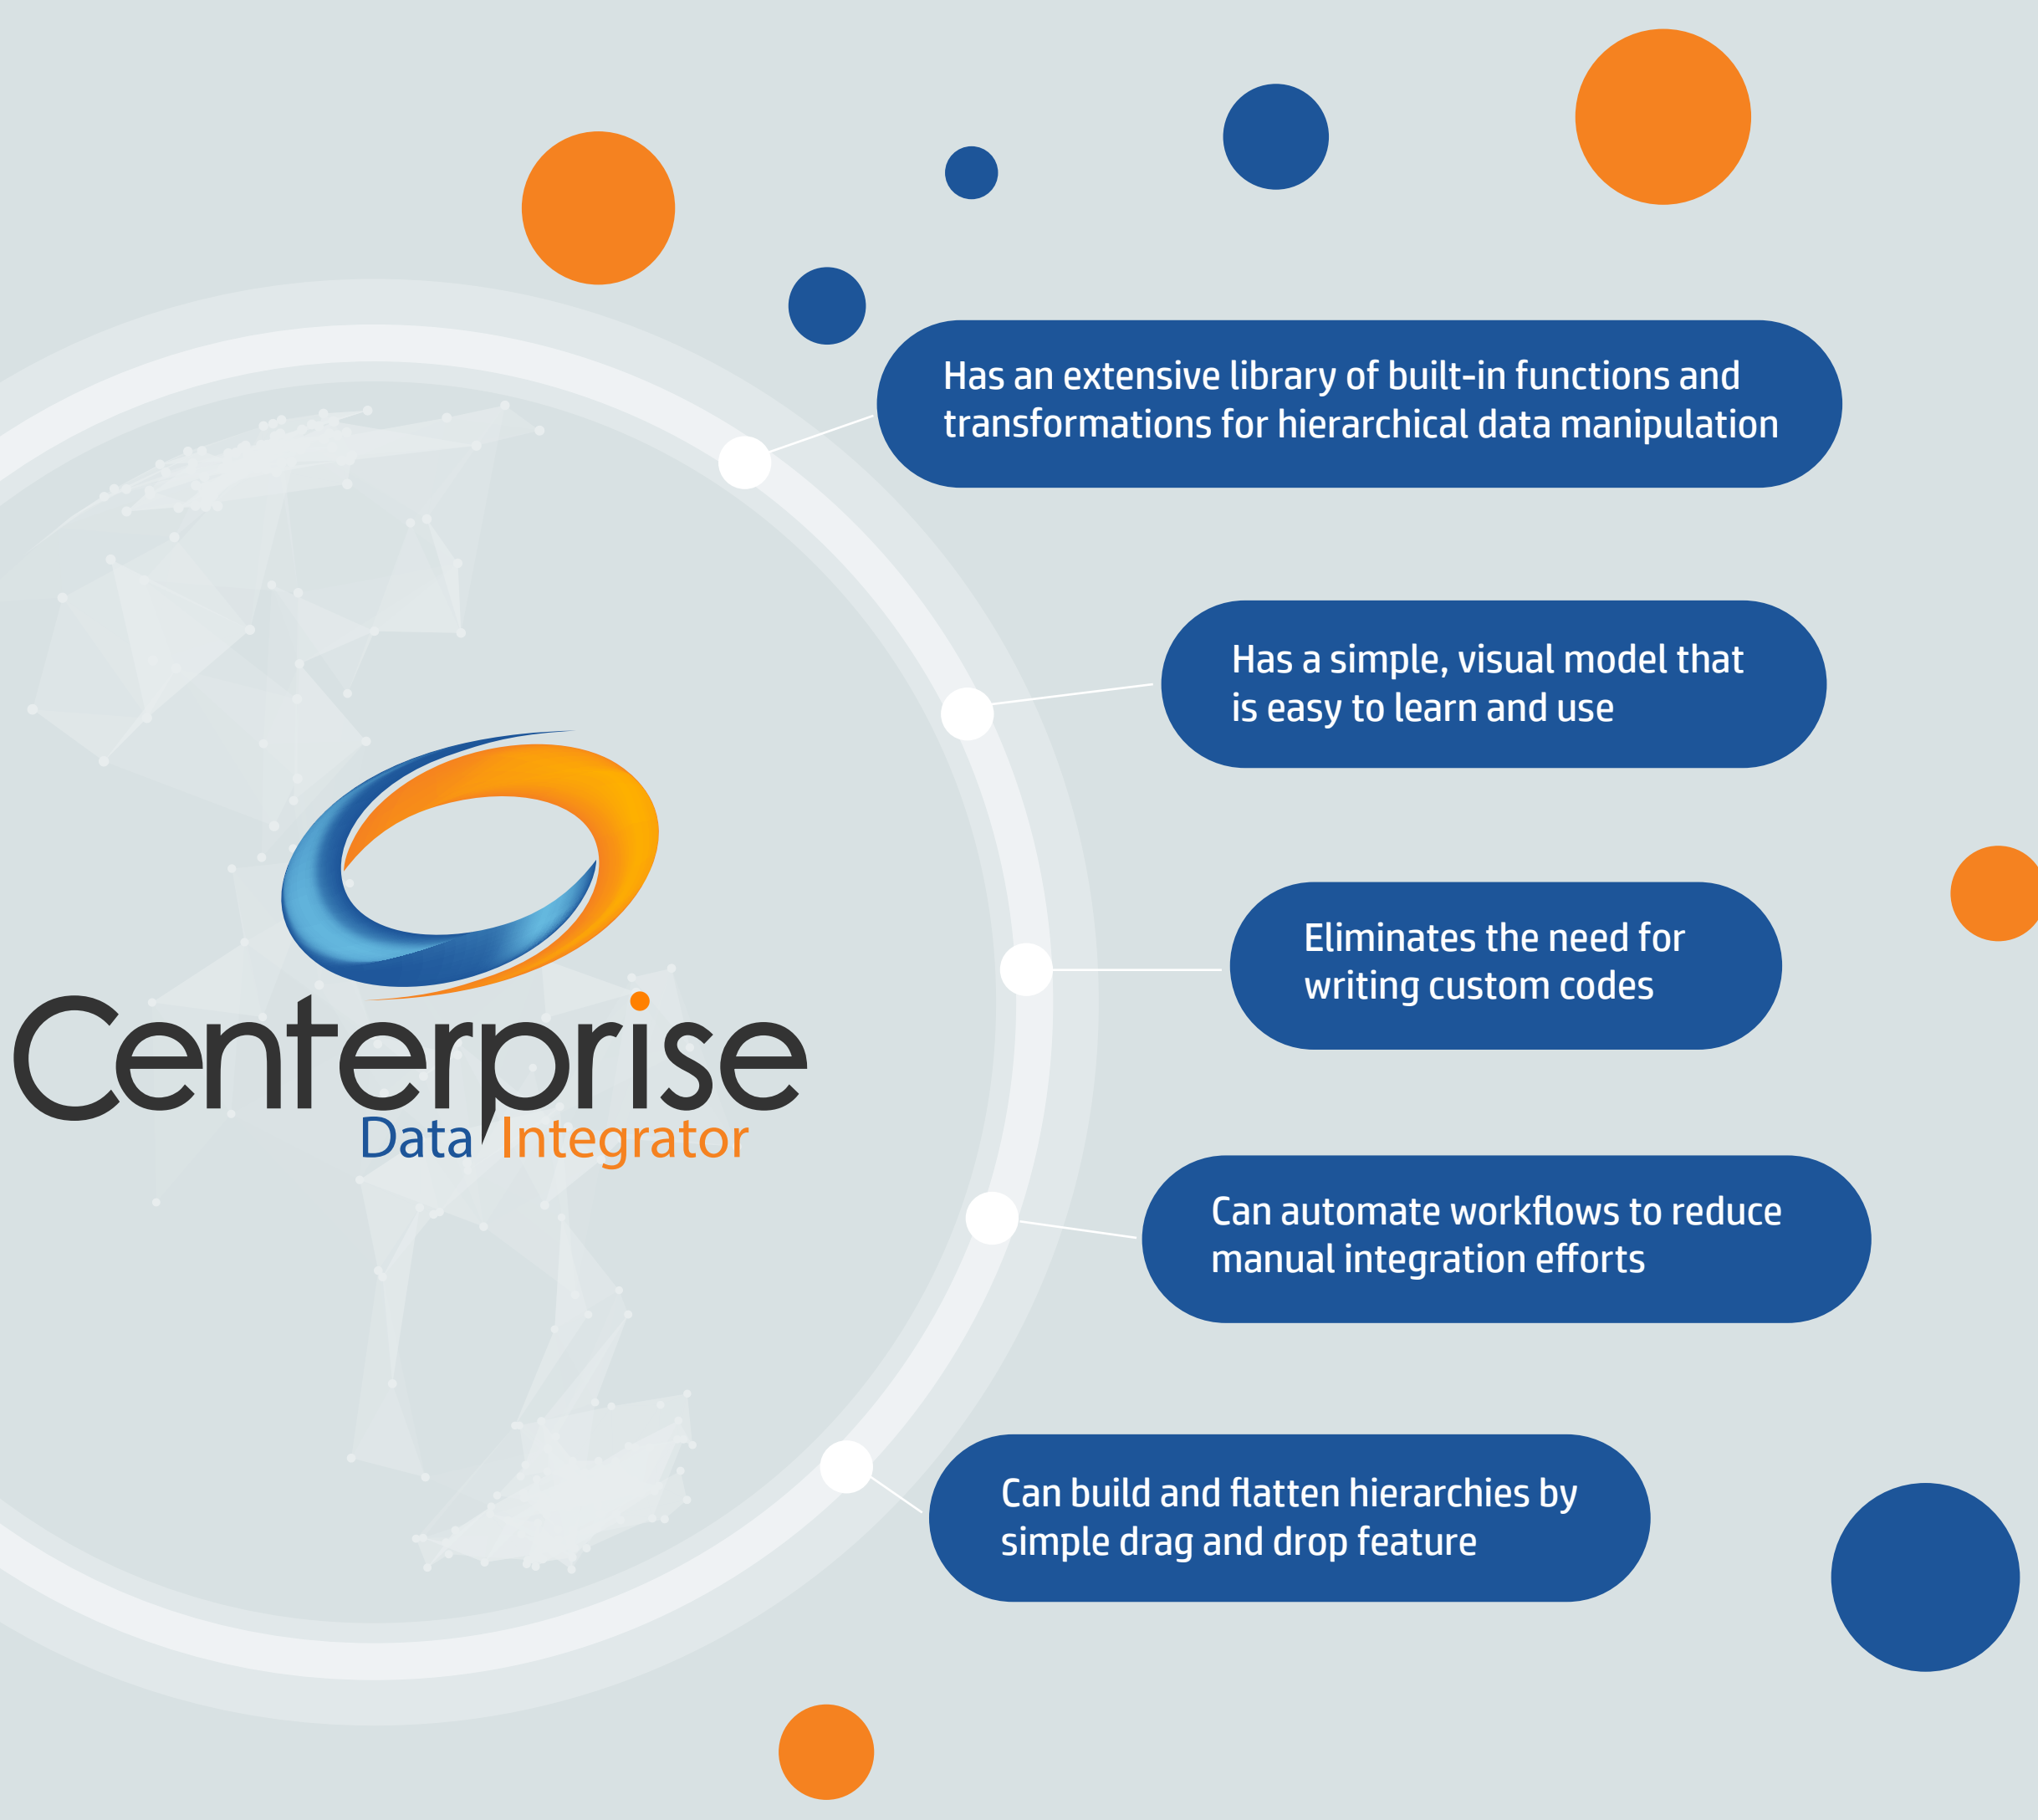 Has an extensive library of built-in functions and
transformations for hierarchical data manipulation
Has a simple, visual model that
is easy to learn and use
Eliminates the need for
writing custom codes
Centerprise
Data Integrator
Can automate workflows to reduce
manual integration efforts
Can build and flatten hierarchies by
simple drag and drop feature